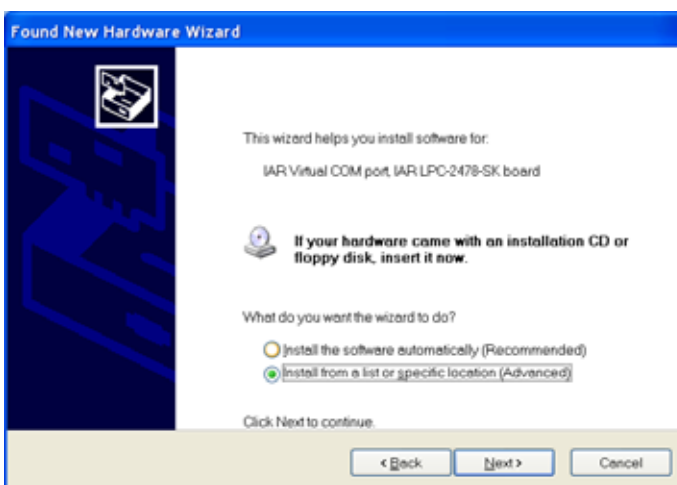 Found New Hardware Wizard
This wizard helps you install software for:
IAR Virtual COM port, IAR LPC-2478-SK board
If your hardware came with an installation CD or
floppy disk, insert it now.
What do you want the wizard to do?
Install the software automatically (Recommended)
Install from a list or specific location (Advanced)
Click Next to continue.
< Back
Next >
Cancel